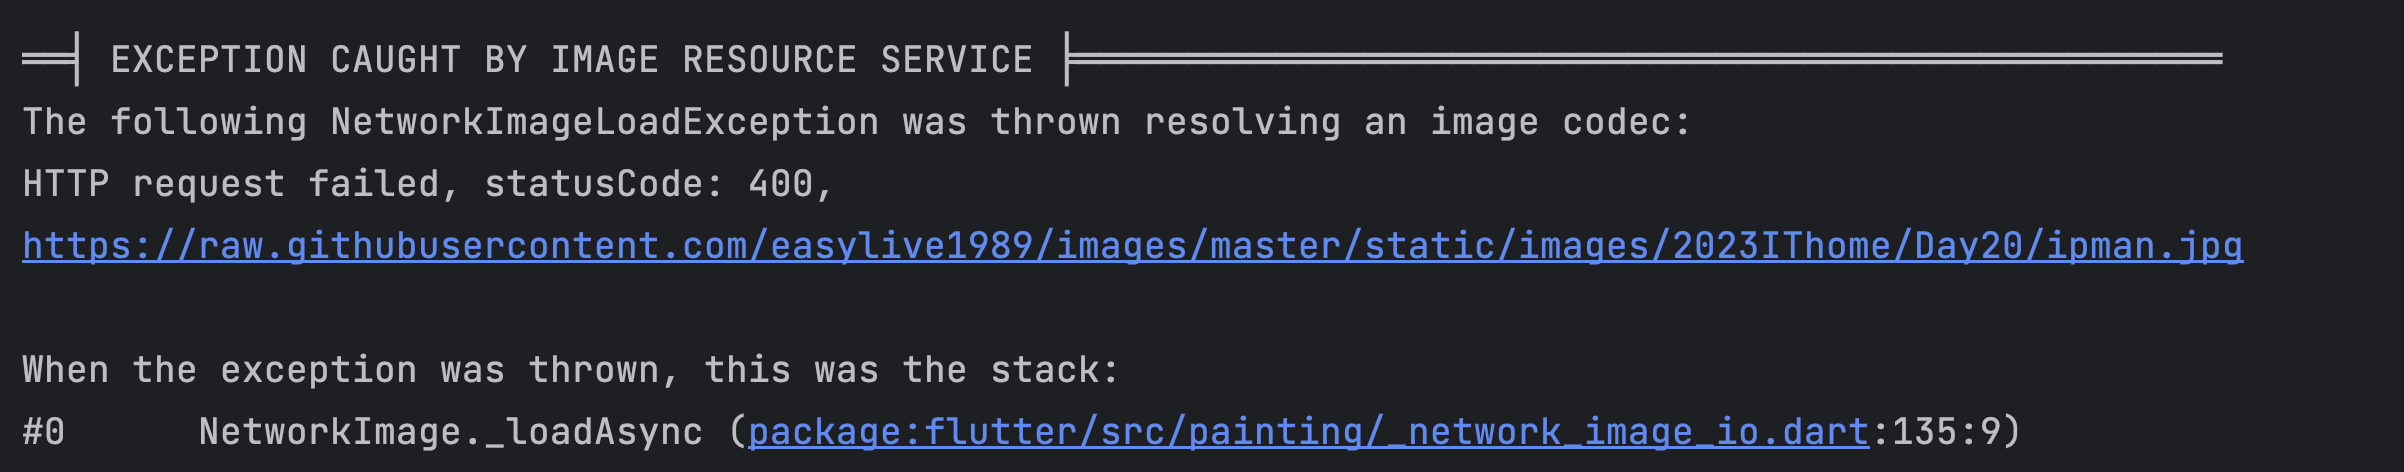 ══╡ EXCEPTION CAUGHT BY IMAGE RESOURCE SERVICE ╞════════════════════════════════════════════════════
The following NetworkImageLoadException was thrown resolving an image codec:
HTTP request failed, statusCode: 400,
https://raw.githubusercontent.com/easylive1989/images/master/static/images/2023IThome/Day20/ipman.jpg
When the exception was thrown, this was the stack:
#0      NetworkImage._loadAsync (package:flutter/src/painting/_network_image_io.dart:135:9)